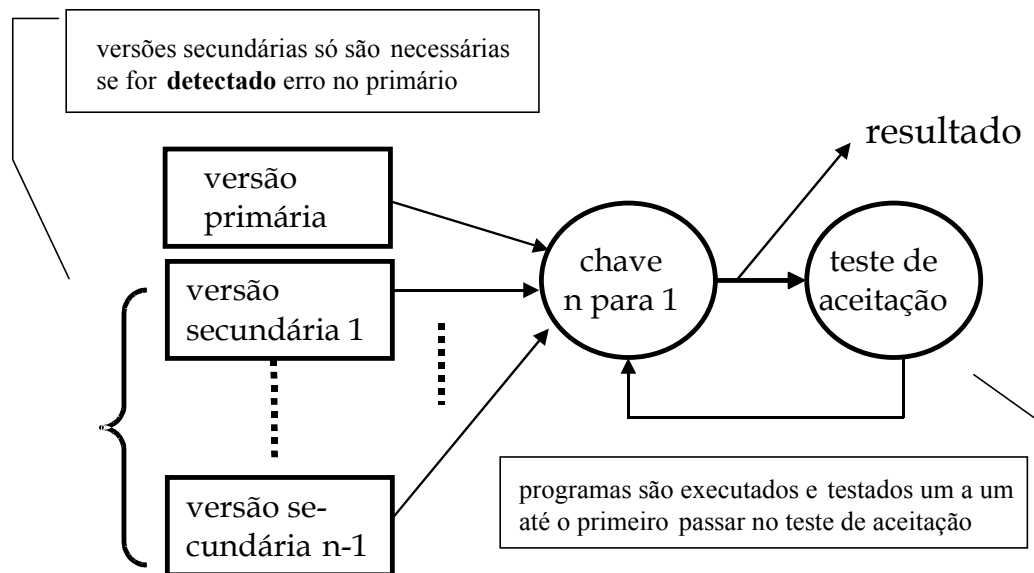 versões secundárias só são necessárias
se for detectado erro no primário
resultado
versão
primária
versão
secundária 1
versão se-
cundária n-1
chave
n para 1
teste de
aceitação
programas são executados e testados um a um
até o primeiro passar no teste de aceitação